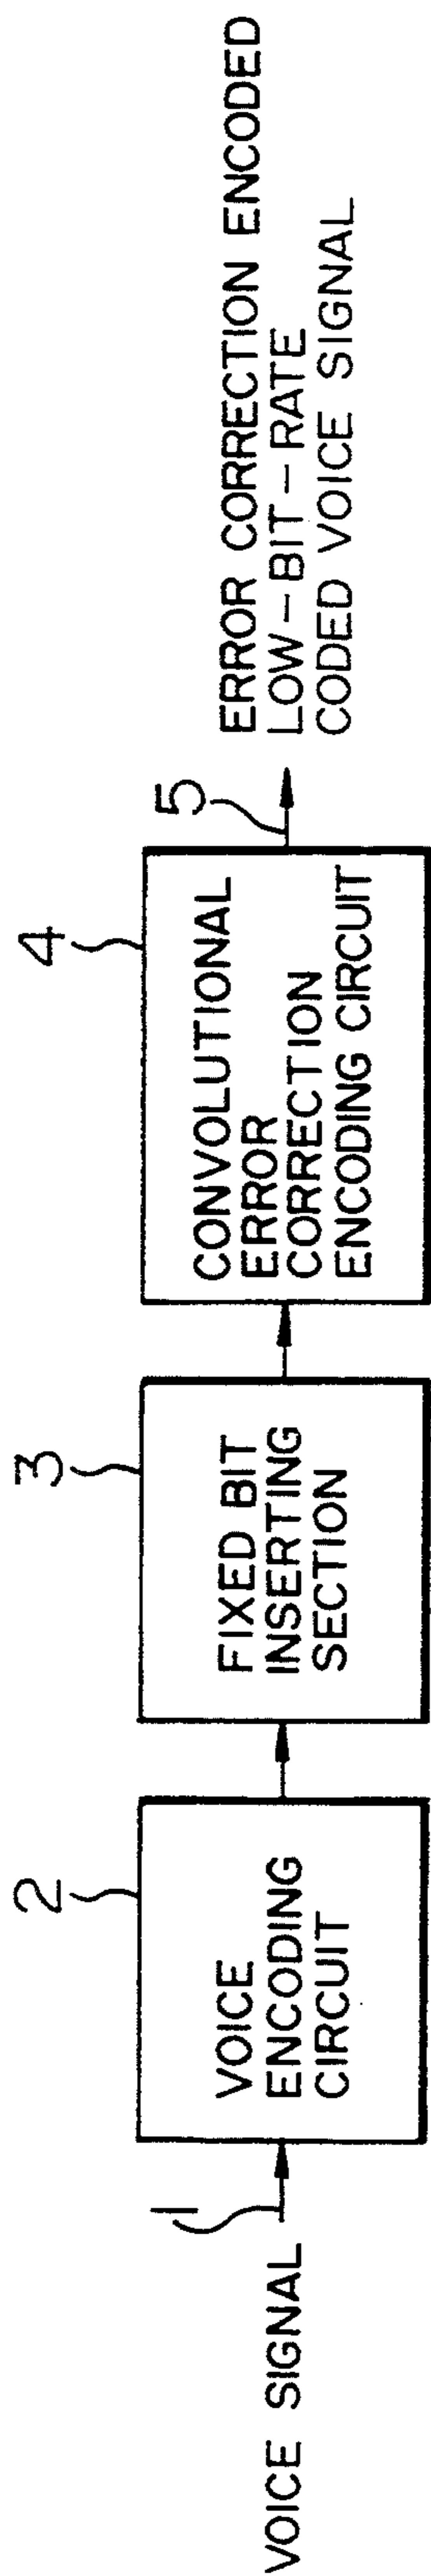 VOICE SIGNAL
1
2
VOICE
ENCODING
CIRCUIT
3
FIXED BIT
INSERTING
SECTION
4
CONVOLUTIONAL
ERROR
CORRECTION
ENCODING CIRCUIT
5
ERROR CORRECTION ENCODED
LOW-BIT-RATE
CODED VOICE SIGNAL